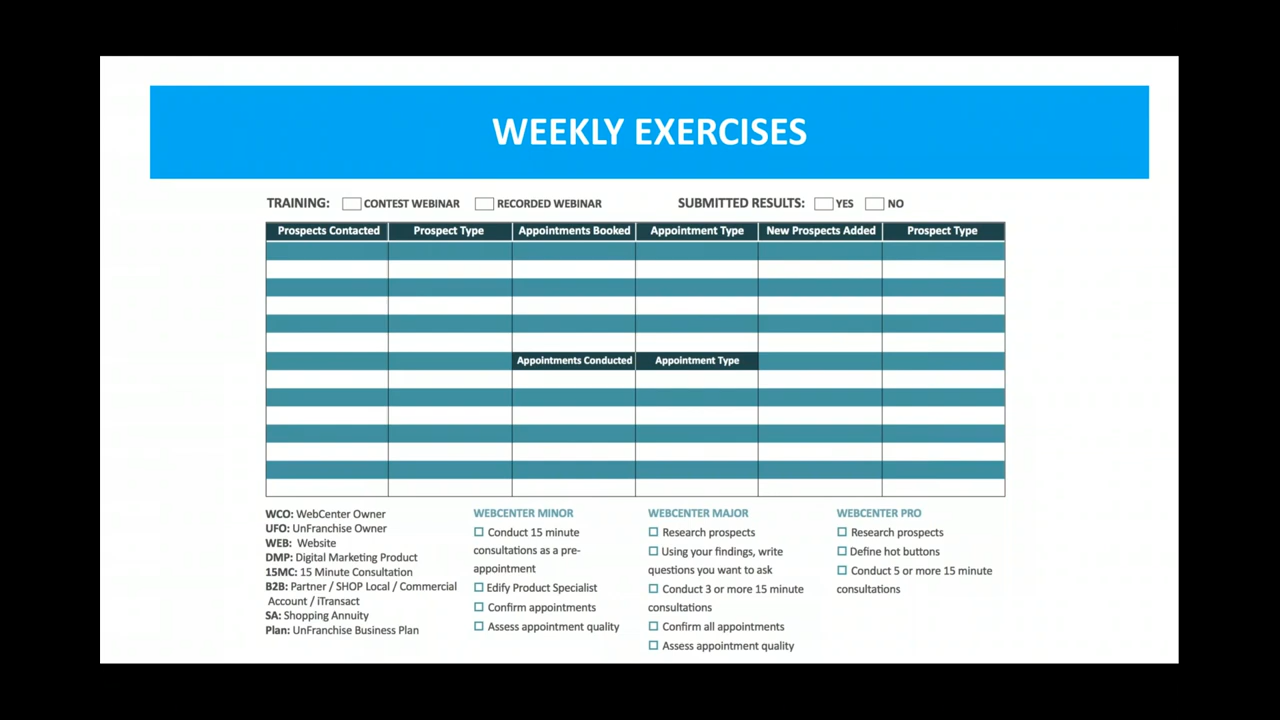 WEEKLY EXERCISES
TRAINING: CONTEST WEBINAR RECORDED WEBINAR SUBMITTED RESULTS: YES NO
Prospects Contacted Prospect Type Appointments Booked Appointment Type New Prospects Added Prospect Type
Appointments Conducted Appointment Type
WCO: WebCenter Owner
UFO: UnFranchise Owner
WEB: Website
DMP: Digital Marketing Product
15MC: 15 Minute Consultation
B2B: Partner / SHOP Local / Commercial
Account / iTransact
SA: Shopping Annuity
Plan: UnFranchise Business Plan
WEBCENTER MINOR
Conduct 15 minute
consultations as a pre-
appointment
Edify Product Specialist
Confirm appointments
Assess appointment quality
WEBCENTER MAJOR
Research prospects
Using your findings, write
questions you want to ask
Conduct 3 or more 15 minute
consultations
Confirm all appointments
Assess appointment quality
WEBCENTER PRO
Research prospects
Define hot buttons
Conduct 5 or more 15 minute
consultations